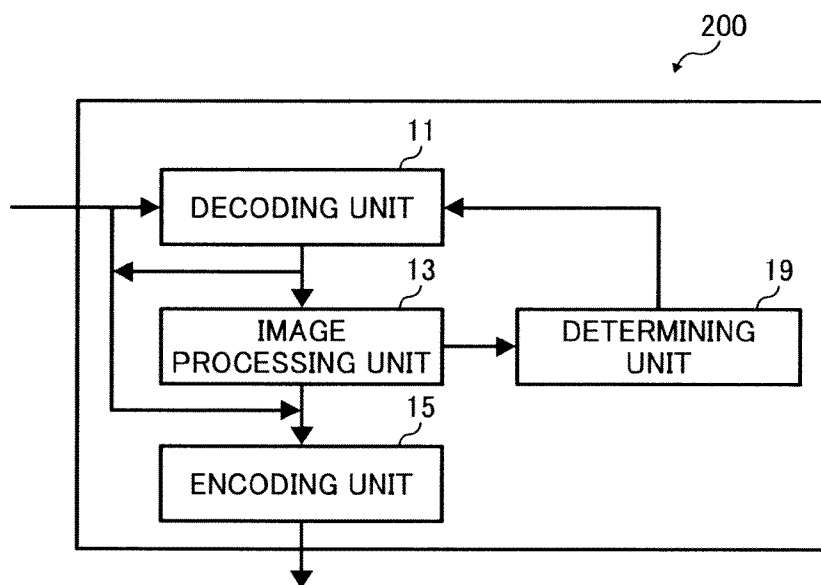 200
11
DECODING UNIT
13
IMAGE
PROCESSING UNIT
19
DETERMINING
UNIT
15
ENCODING UNIT